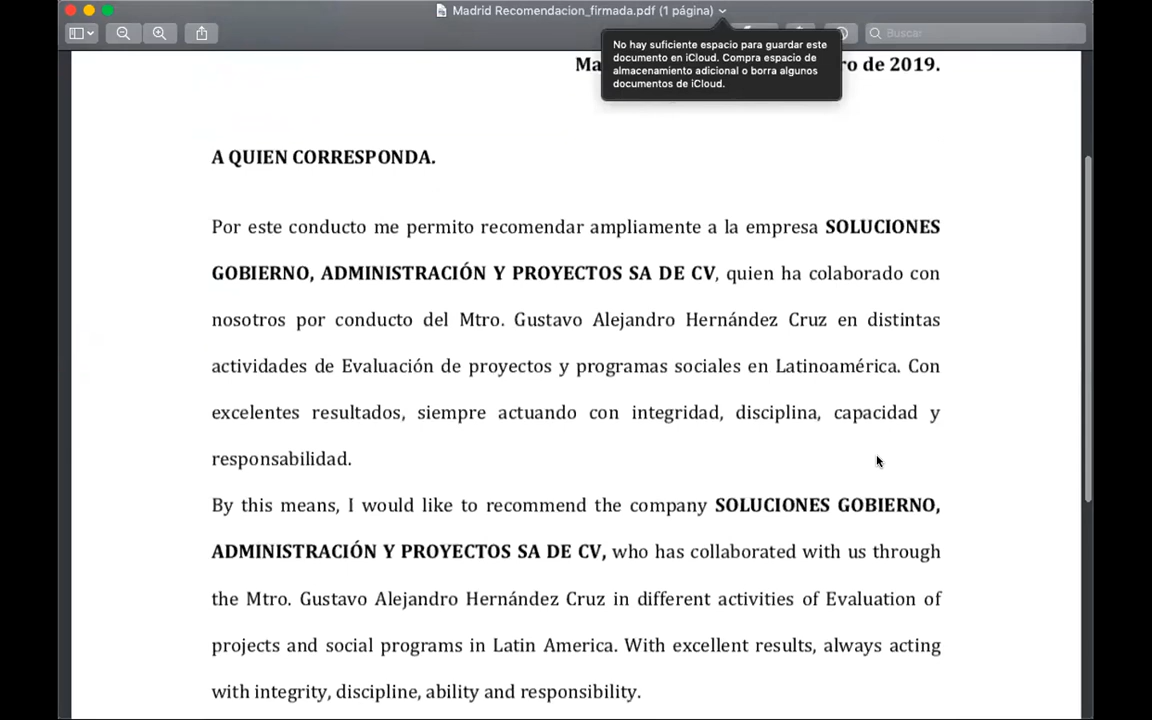 Madrid Recomendacion_firmada.pdf (1 página)
Buscar
No hay suficiente espacio para guardar este
documento en iCloud. Compra espacio de
almacenamiento adicional o borra algunos
documentos de iCloud.
de 2019.
A QUIEN CORRESPONDA.
Por este conducto me permito recomendar ampliamente a la empresa SOLUCIONES
GOBIERNO, ADMINISTRACIÓN Y PROYECTOS SA DE CV, quien ha colaborado con
nosotros por conducto del Mtro. Gustavo Alejandro Hernández Cruz en distintas
actividades de Evaluación de proyectos y programas sociales en Latinoamérica. Con
excelentes resultados, siempre actuando con integridad, disciplina, capacidad y
responsabilidad.
By this means, I would like to recommend the company SOLUCIONES GOBIERNO,
ADMINISTRACIÓN Y PROYECTOS SA DE CV, who has collaborated with us through
the Mtro. Gustavo Alejandro Hernández Cruz in different activities of Evaluation of
projects and social programs in Latin America. With excellent results, always acting
with integrity, discipline, ability and responsibility.